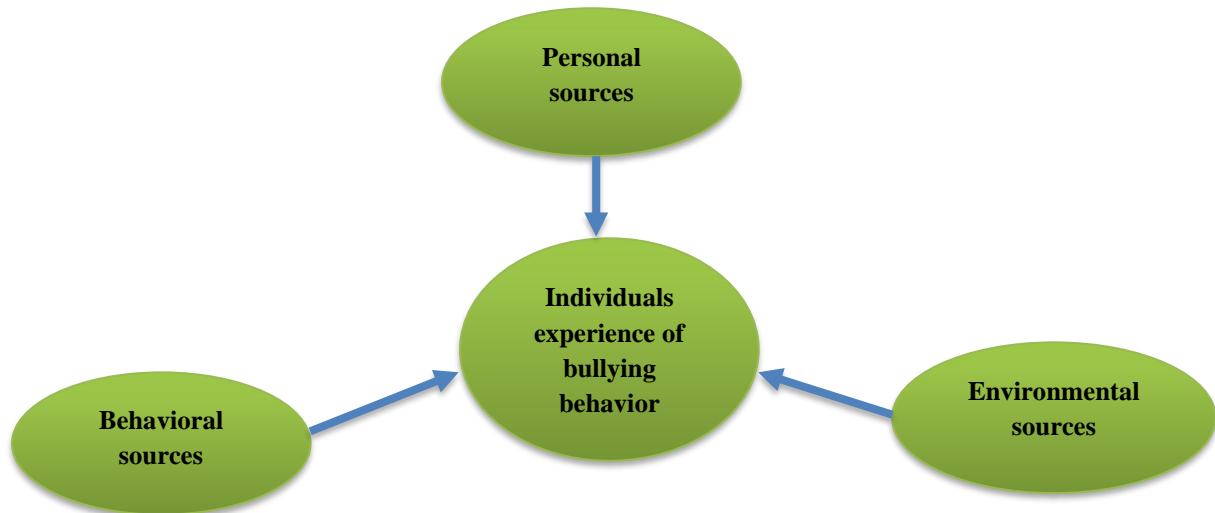 Personal
sources
Individuals
experience of
bullying
behavior
Behavioral
sources
Environmental
sources